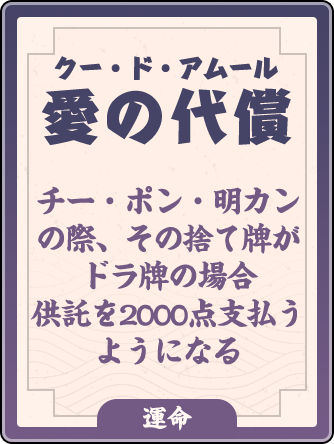 クー・ド・アムール
愛の代償
チー・ポン・明カン
の際、その捨て牌が
ドラ牌の場合
供託を2000点支払う
ようになる
運命